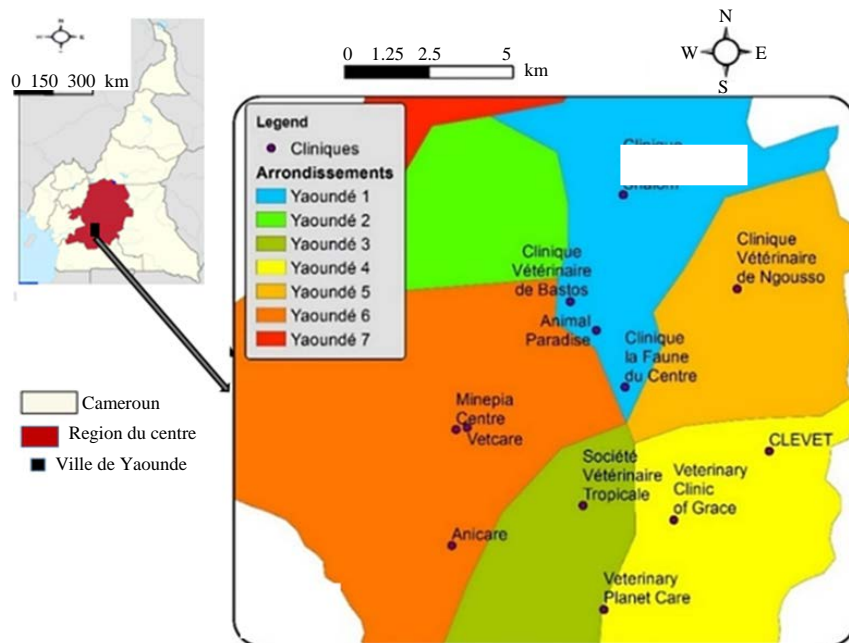 N
W E
S
0 150 300 km
0 1.25 2.5 5
km
N
W E
S
Legend
Cliniques
Arrondissements
Yaoundé 1
Yaoundé 2
Yaoundé 3
Yaoundé 4
Yaoundé 5
Yaoundé 6
Yaoundé 7
Clinique
Vétérinaire
de Ngousso
Clinique
Vétérinaire
de Bastos
Animal
Paradise
Clinique
la Faune
du Centre
Minepia
Centre
Vetcare
Société
Vétérinaire
Tropicale
CLEVET
Veterinary
Clinic
of Grace
Anicare
Veterinary
Planet Care
Cameroun
Region du centre
Ville de Yaounde